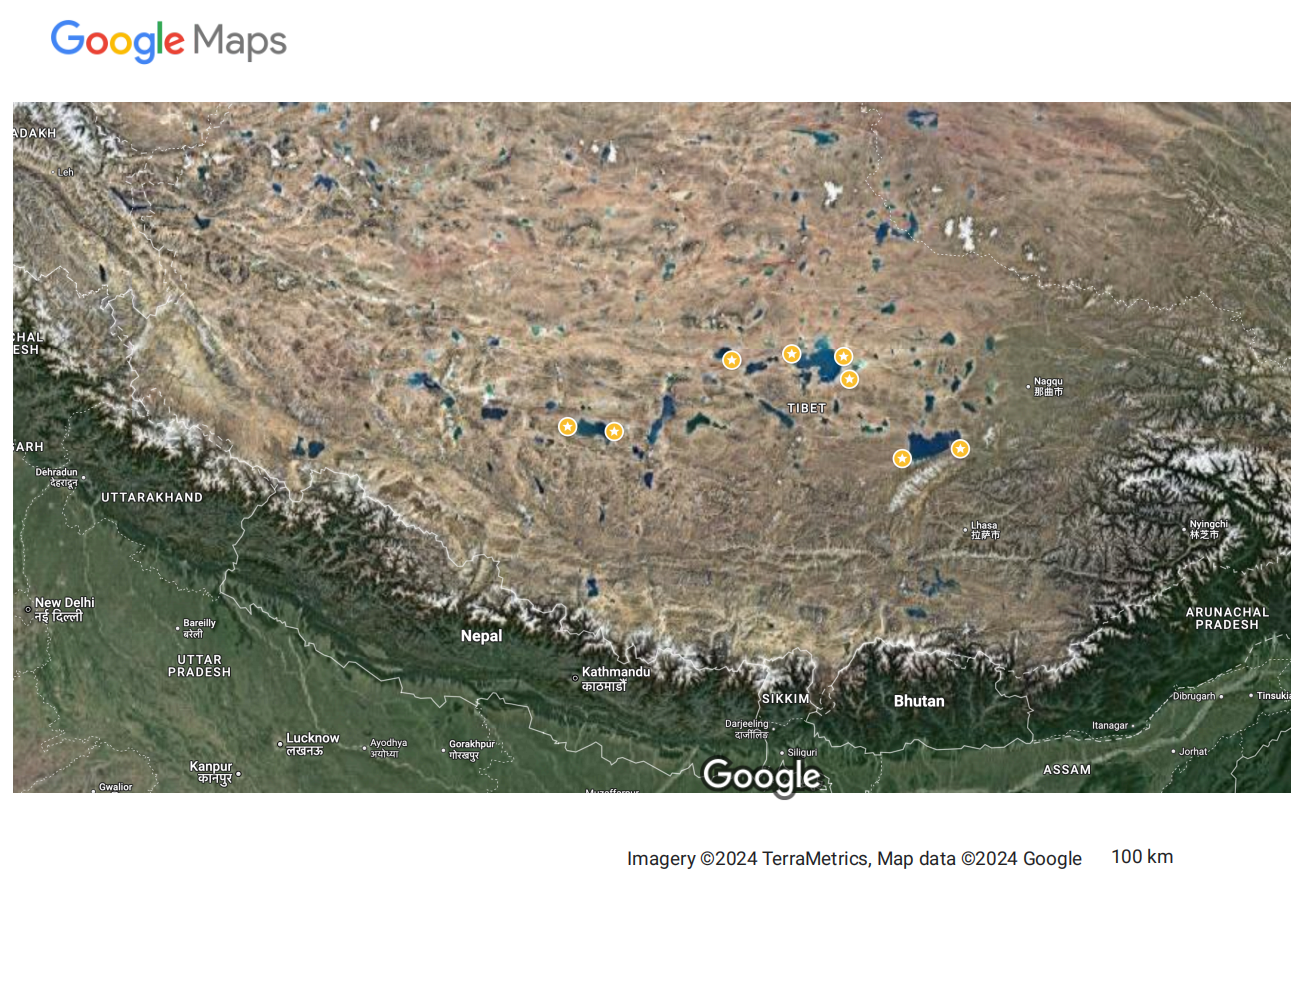 Google Maps
ADAKH
Leh
CHAL
ESH
Nagqu
那曲市
TIBET
GARH
Dehradun
देहरादून
UTTARAKHAND
Lhasa
拉萨市
Nyingchi
林芝市
New Delhi
नई दिल्ली
Bareilly
बरेली
Nepal
ARUNACHAL
PRADESH
UTTAR
PRADESH
Kathmandu
काठमाडौं
SIKKIM
Bhutan
Dibrugarh
Tinsukia
Darjeeling
दार्जीलिङ
Itanagar
Lucknow
लखनऊ
Ayodhya
अयोध्या
Gorakhpur
गोरखपुर
Siliguri
Jorhat
Kanpur
कानपुर
Google
ASSAM
Gwalior
Muzaffarpur
Imagery ©2024 TerraMetrics, Map data ©2024 Google
100 km